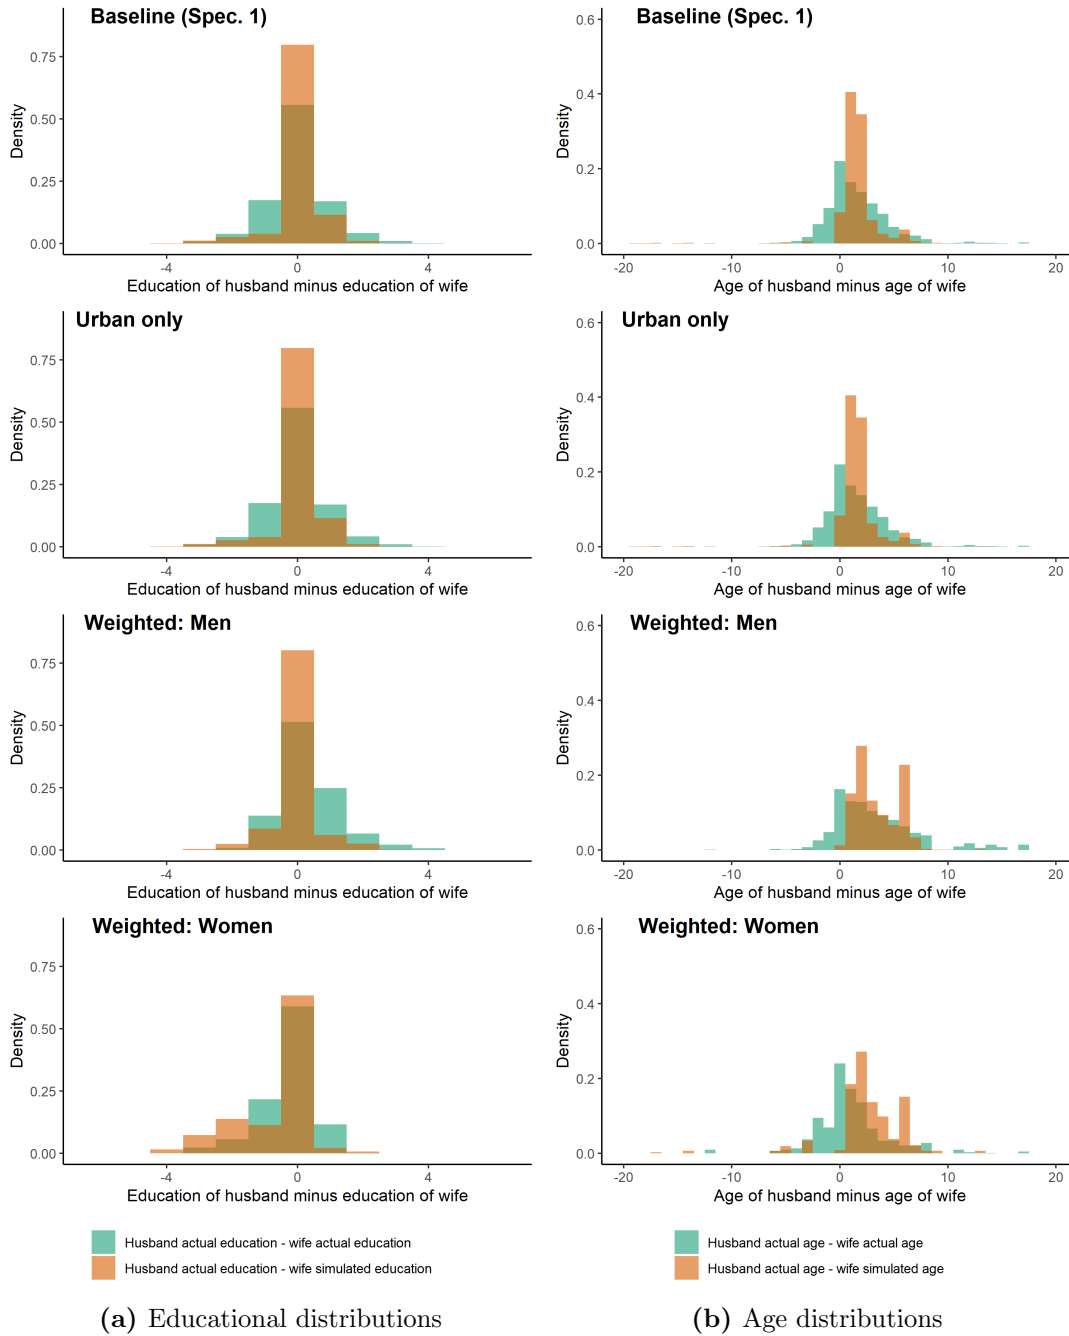 Baseline (Spec. 1)
0.75
0.50
0.25
0.00
Density
-4 0 4
Education of husband minus education of wife
Baseline (Spec. 1)
0.6
0.4
0.2
0.0
Density
-20 -10 0 10 20
Age of husband minus age of wife
Urban only
0.75
0.50
0.25
0.00
Density
-4 0 4
Education of husband minus education of wife
Urban only
0.6
0.4
0.2
0.0
Density
-20 -10 0 10 20
Age of husband minus age of wife
Weighted: Men
0.75
0.50
0.25
0.00
Density
-4 0 4
Education of husband minus education of wife
Weighted: Men
0.6
0.4
0.2
0.0
Density
-20 -10 0 10 20
Age of husband minus age of wife
Weighted: Women
0.75
0.50
0.25
0.00
Density
-4 0 4
Education of husband minus education of wife
Weighted: Women
0.6
0.4
0.2
0.0
Density
-20 -10 0 10 20
Age of husband minus age of wife
Husband actual education - wife actual education
Husband actual education - wife simulated education
Husband actual age - wife actual age
Husband actual age - wife simulated age
(a) Educational distributions
(b) Age distributions